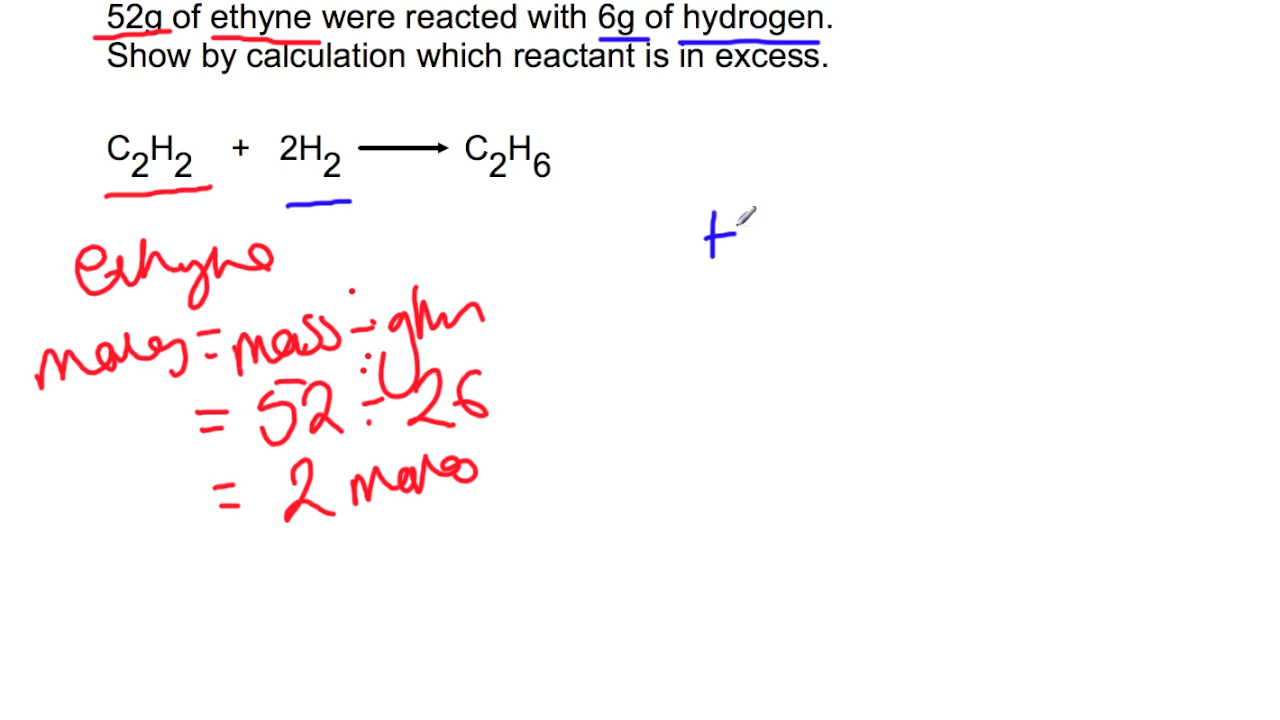 52g of ethyne were reacted with 6g of hydrogen.
Show by calculation which reactant is in excess.
C2H2 + 2H2 ⟶ C2H6
Ethyne
moles = mass ÷ gfm
= 52 ÷ 26
= 2 moles